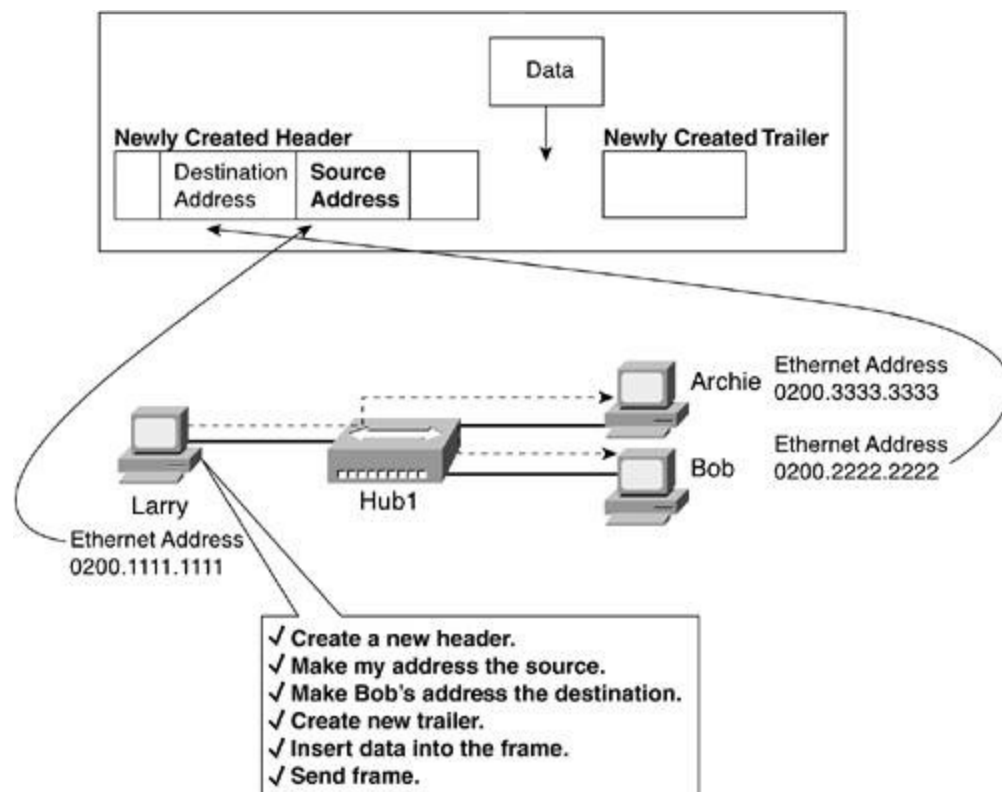 Data
Newly Created Header
Newly Created Trailer
Destination
Address
Source
Address
Archie
Ethernet Address
0200.3333.3333
Ethernet Address
0200.2222.2222
Bob
Larry
Hub1
Ethernet Address
0200.1111.1111
√ Create a new header.
√ Make my address the source.
√ Make Bob's address the destination.
√ Create new trailer.
√ Insert data into the frame.
√ Send frame.